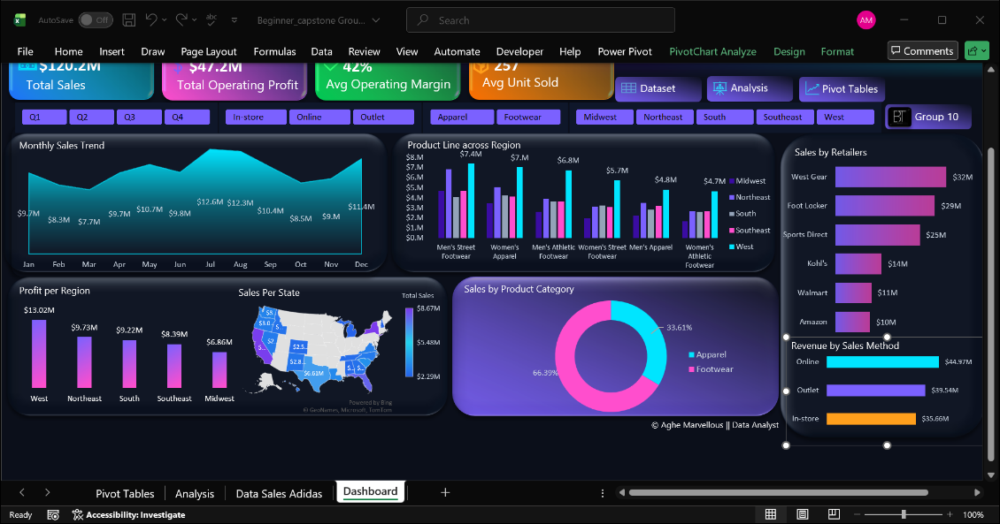 AutoSave Off Beginner_capstone Grou... Search AM
File Home Insert Draw Page Layout Formulas Data Review View Automate Developer Help Power Pivot PivotChart Analyze Design Format Comments
$120.2M $47.2M 42% 257
Total Sales Total Operating Profit Avg Operating Margin Avg Unit Sold
Dataset Analysis Pivot Tables
Q1 Q2 Q3 Q4 In-store Online Outlet Apparel Footwear Midwest Northeast South Southeast West
BT Group 10
Monthly Sales Trend
$9.7M $8.3M $7.7M $9.7M $10.7M $9.8M $12.6M $12.3M $10.4M $8.5M $9.M $11.4M
Jan Feb Mar Apr May Jun Jul Aug Sep Oct Nov Dec
Product Line across Region
$8.M
$7.M
$6.M
$5.M
$4.M
$3.M
$2.M
$1.M
$0.M
$7.4M $7.M $6.8M $5.7M $4.8M $4.7M
Men's Street Footwear
Women's Apparel
Men's Athletic Footwear
Women's Street Footwear
Men's Apparel
Women's Athletic Footwear
Midwest
Northeast
South
Southeast
West
Sales by Retailers
West Gear $32M
Foot Locker $29M
Sports Direct $25M
Kohl's $14M
Walmart $11M
Amazon $10M
Profit per Region
$13.02M $9.73M $9.22M $8.39M $6.86M
West Northeast South Southeast Midwest
Sales Per State
Total Sales
$8.67M
$5.48M
$2.29M
$8.
$3.0...
$...
$2...
$...
$2.5...
$2.8...
$6.61M
$...
$...
Powered by Bing
© GeoNames, Microsoft, TomTom
Sales by Product Category
33.61%
66.39%
Apparel
Footwear
Revenue by Sales Method
Online $44.97M
Outlet $39.54M
In-store $35.66M
© Aghe Marvellous || Data Analyst
Pivot Tables Analysis Data Sales Adidas Dashboard
Ready Accessibility: Investigate 100%